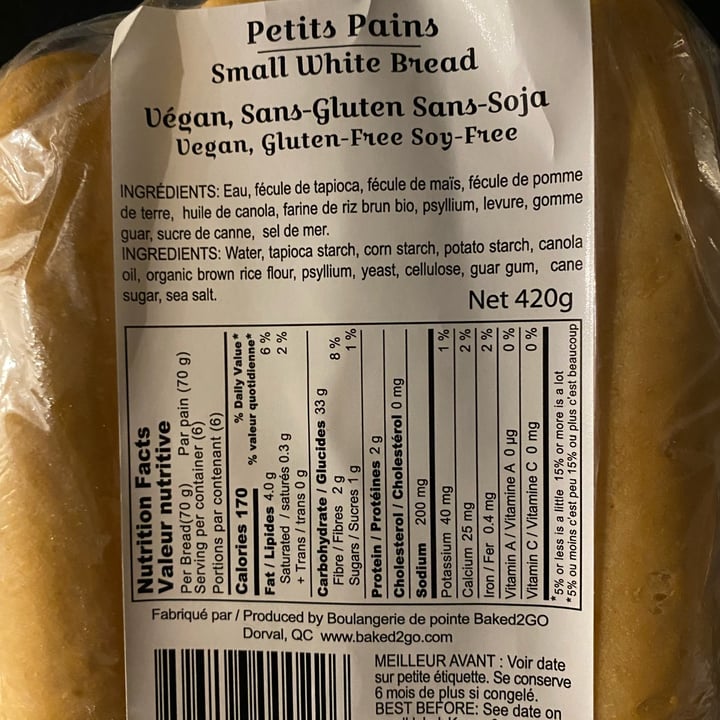 Petits Pains
Small White Bread
Végan, Sans-Gluten Sans-Soja
Vegan, Gluten-Free Soy-Free
INGRÉDIENTS: Eau, fécule de tapioca, fécule de maïs, fécule de pomme
de terre, huile de canola, farine de riz brun bio, psyllium, levure, gomme
guar, sucre de canne, sel de mer.
INGREDIENTS: Water, tapioca starch, corn starch, potato starch, canola
oil, organic brown rice flour, psyllium, yeast, cellulose, guar gum, cane
sugar, sea salt.
Net 420g
Nutrition Facts
Valeur nutritive
Per Bread(70 g) Par pain (70 g)
Serving per container (6)
Portions par contenant (6)
Calories 170 % Daily Value*
% valeur quotidienne*
Fat / Lipides 4.0 g 6 %
Saturated / saturés 0.3 g 2 %
+ Trans / trans 0 g
Carbohydrate / Glucides 33 g
Fibre / Fibres 2 g 8 %
Sugars / Sucres 1 g 1 %
Protein / Protéines 2 g
Cholesterol / Cholestérol 0 mg
Sodium 200 mg
Potassium 40 mg 1 %
Calcium 25 mg 2 %
Iron / Fer 0.4 mg 2 %
Vitamin A / Vitamine A 0 µg 0 %
Vitamin C / Vitamine C 0 mg 0 %
*5% or less is a little 15% or more is a lot
*5% ou moins c'est peu 15% ou plus c'est beaucoup
Fabriqué par / Produced by Boulangerie de pointe Baked2GO
Dorval, QC www.baked2go.com
MEILLEUR AVANT : Voir date
sur petite étiquette. Se conserve
6 mois de plus si congelé.
BEST BEFORE: See date on